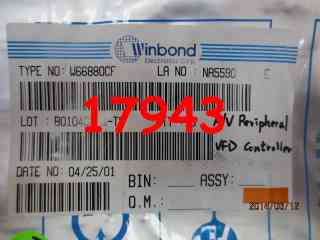 Winbond
Electronics Corp.
TYPE NO: W66880CF LA NO : NA559C E
17943
LOT :
A/V Peripheral
VFD Controller
DATE NO : 04/25/01
BIN: ASSY:
O.M.:
2014/03/12